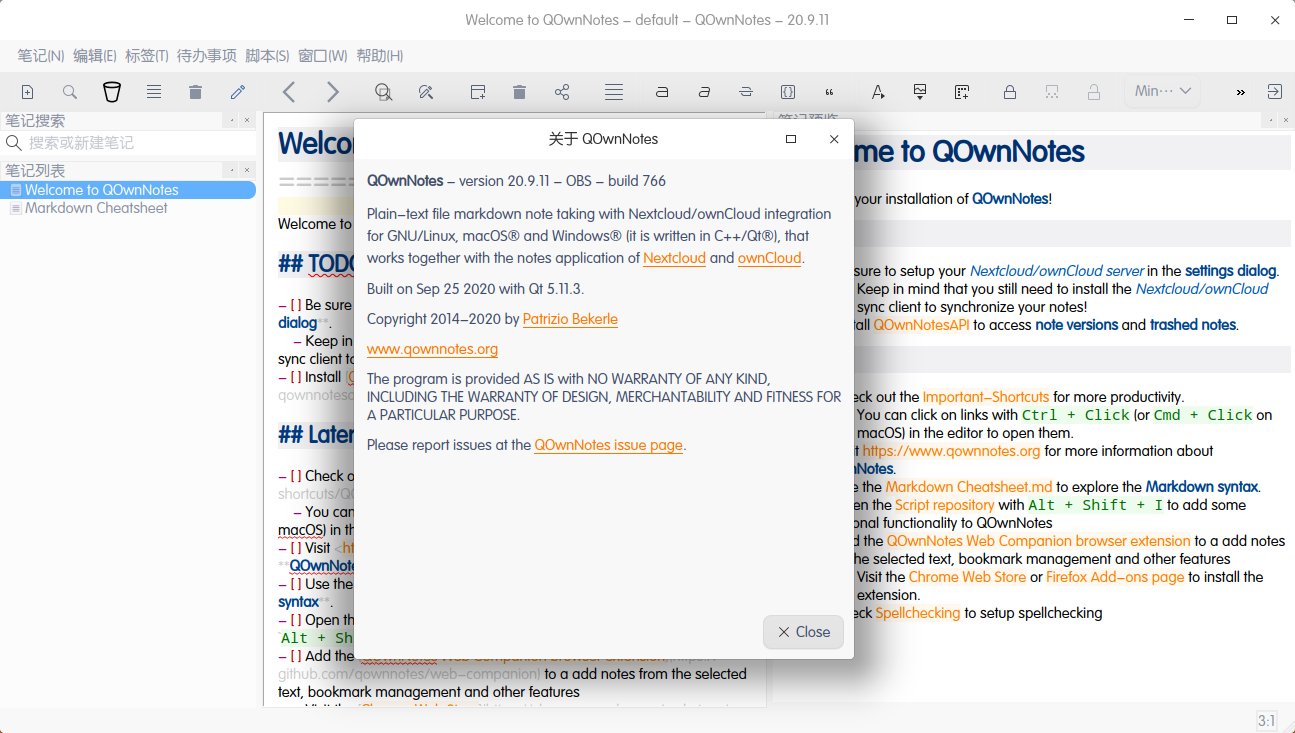 Welcome to QOwnNotes - default - QOwnNotes - 20.9.11
笔记(N) 编辑(E) 标签(T) 待办事项 脚本(S) 窗口(W) 帮助(H)
Min···
笔记搜索
搜索或新建笔记
笔记列表
Welcome to QOwnNotes
Markdown Cheatsheet
Welco
======
Welcome to
## TODO
- [ ] Be sure
dialog**.
- Keep in
sync client to
- [ ] Install [Q
qownnotesa
## Later
- [ ] Check o
shortcuts/QO
- You can
macOS) in th
- [ ] Visit <ht
**QOwnNote
- [ ] Use the
syntax**.
- [ ] Open th
`Alt + Sh
- [ ] Add the
github.com/qownnotes/web-companion) to a add notes from the selected
text, bookmark management and other features
关于 QOwnNotes
QOwnNotes - version 20.9.11 - OBS - build 766
Plain-text file markdown note taking with Nextcloud/ownCloud integration
for GNU/Linux, macOS® and Windows® (it is written in C++/Qt®), that
works together with the notes application of Nextcloud and ownCloud.
Built on Sep 25 2020 with Qt 5.11.3.
Copyright 2014-2020 by Patrizio Bekerle
www.qownnotes.org
The program is provided AS IS with NO WARRANTY OF ANY KIND,
INCLUDING THE WARRANTY OF DESIGN, MERCHANTABILITY AND FITNESS FOR
A PARTICULAR PURPOSE.
Please report issues at the QOwnNotes issue page.
Close
笔记预览
me to QOwnNotes
your installation of QOwnNotes!
sure to setup your Nextcloud/ownCloud server in the settings dialog.
Keep in mind that you still need to install the Nextcloud/ownCloud
sync client to synchronize your notes!
all QOwnNotesAPI to access note versions and trashed notes.
eck out the Important-Shortcuts for more productivity.
You can click on links with Ctrl + Click (or Cmd + Click on
macOS) in the editor to open them.
it https://www.qownnotes.org for more information about
nNotes.
e the Markdown Cheatsheet.md to explore the Markdown syntax.
en the Script repository with Alt + Shift + I to add some
onal functionality to QOwnNotes
d the QOwnNotes Web Companion browser extension to a add notes
the selected text, bookmark management and other features
Visit the Chrome Web Store or Firefox Add-ons page to install the
extension.
eck Spellchecking to setup spellchecking
3:1